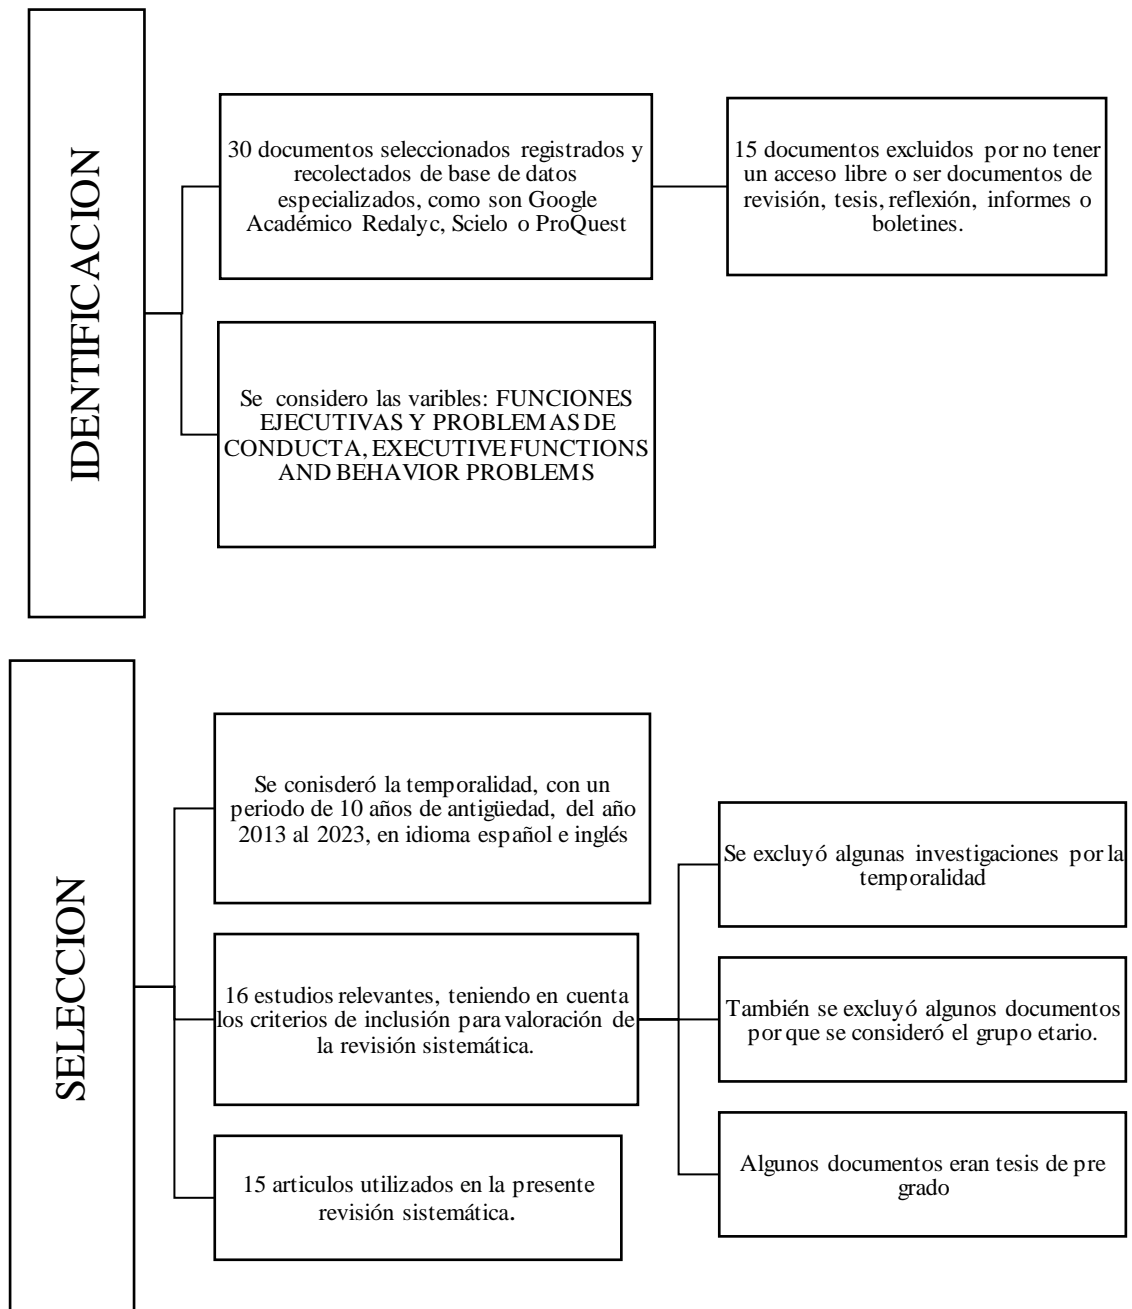 IDENTIFICACION
30 documentos seleccionados registrados y
recolectados de base de datos
especializados, como son Google
Académico Redalyc, Scielo o ProQuest
15 documentos excluidos por no tener
un acceso libre o ser documentos de
revisión, tesis, reflexión, informes o
boletines.
Se considero las varibles: FUNCIONES
EJECUTIVAS Y PROBLEMAS DE
CONDUCTA, EXECUTIVE FUNCTIONS
AND BEHAVIOR PROBLEMS
SELECCION
Se conisderó la temporalidad, con un
periodo de 10 años de antigüedad, del año
2013 al 2023, en idioma español e inglés
16 estudios relevantes, teniendo en cuenta
los criterios de inclusión para valoración de
la revisión sistemática.
15 articulos utilizados en la presente
revisión sistemática.
Se excluyó algunas investigaciones por la
temporalidad
También se excluyó algunos documentos
por que se consideró el grupo etario.
Algunos documentos eran tesis de pre
grado